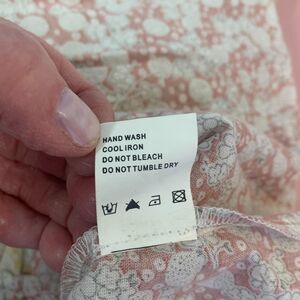 HAND WASH
COOL IRON
DO NOT BLEACH
DO NOT TUMBLE DRY